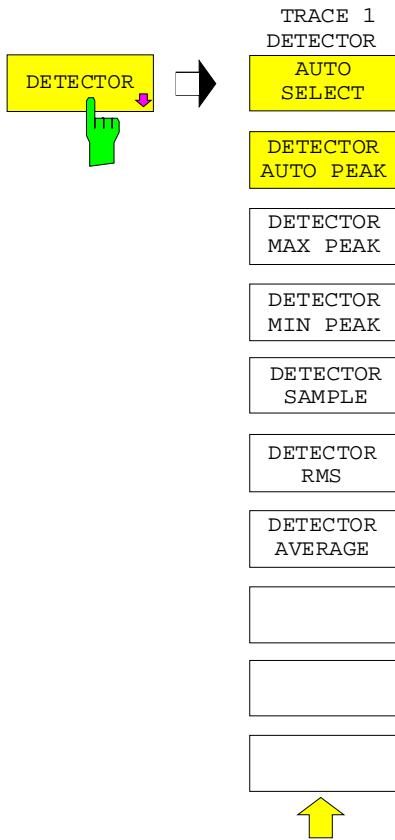 DETECTOR
TRACE 1
DETECTOR
AUTO
SELECT
DETECTOR
AUTO PEAK
DETECTOR
MAX PEAK
DETECTOR
MIN PEAK
DETECTOR
SAMPLE
DETECTOR
RMS
DETECTOR
AVERAGE